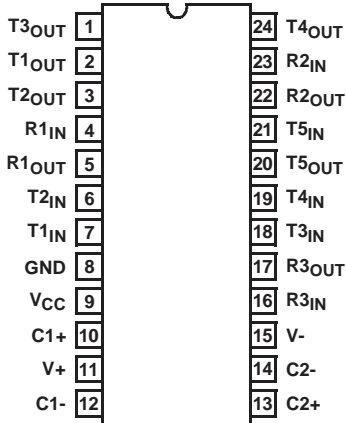 T3OUT 1 24 T4OUT
T1OUT 2 23 R2IN
T2OUT 3 22 R2OUT
R1IN 4 21 T5IN
R1OUT 5 20 T5OUT
T2IN 6 19 T4IN
T1IN 7 18 T3IN
GND 8 17 R3OUT
VCC 9 16 R3IN
C1+ 10 15 V-
V+ 11 14 C2-
C1- 12 13 C2+